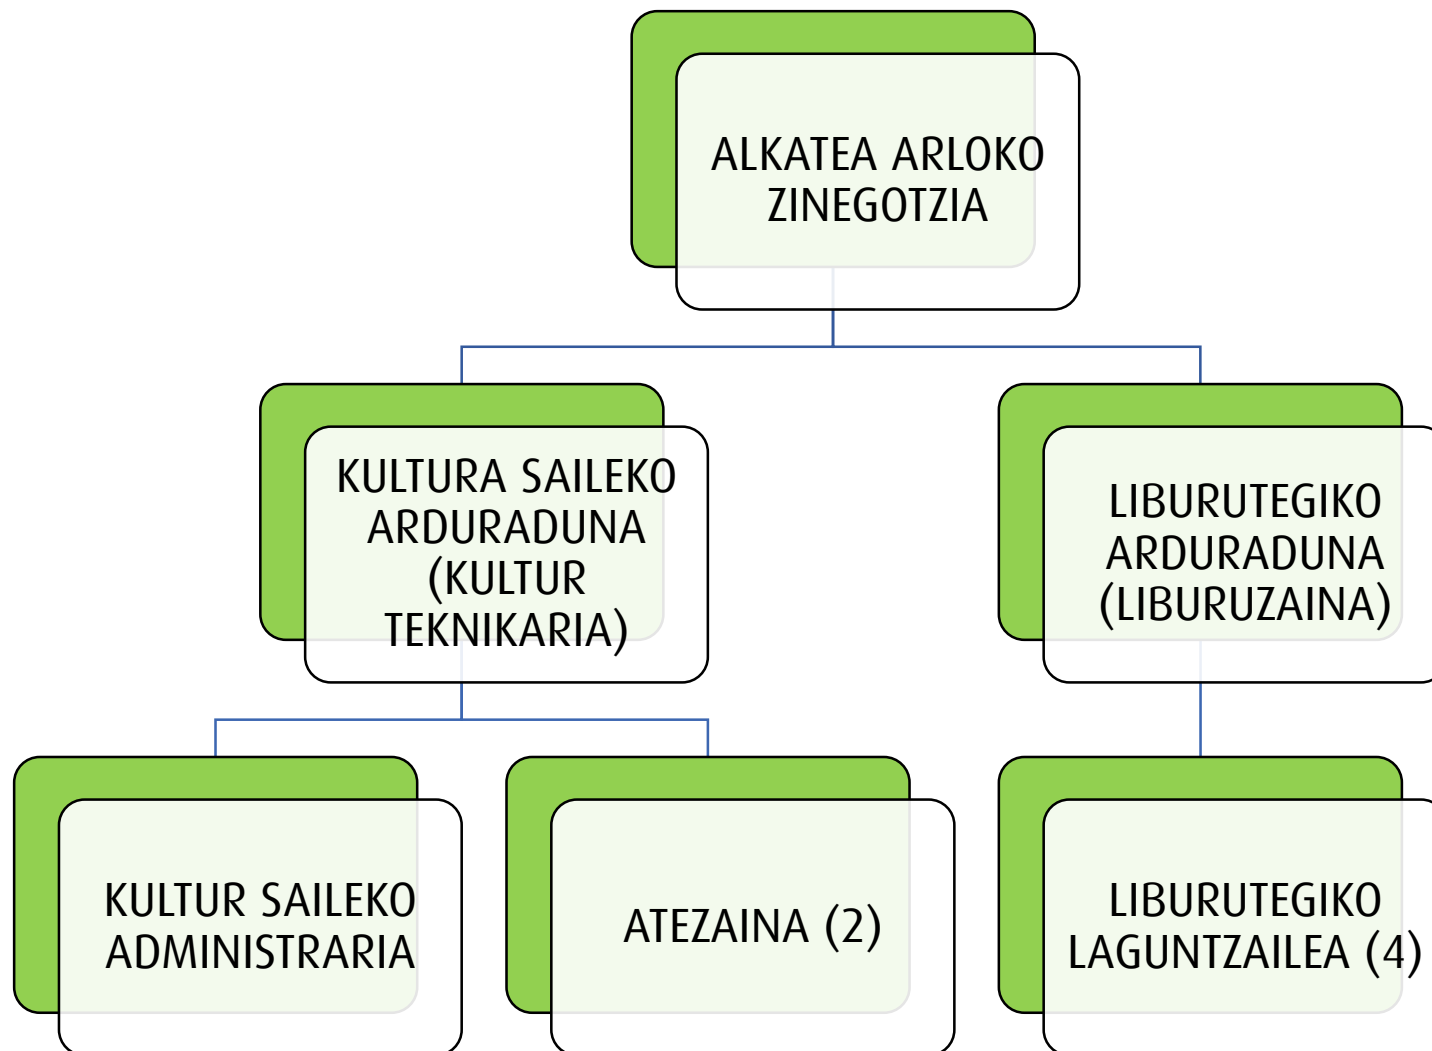 ALKATEA ARLOKO
ZINEGOTZIA
KULTURA SAILEKO
ARDURADUNA
(KULTUR
TEKNIKARIA)
LIBURUTEGIKO
ARDURADUNA
(LIBURUZAINA)
KULTUR SAILEKO
ADMINISTRARIA
ATEZAINA (2)
LIBURUTEGIKO
LAGUNTZAILEA (4)